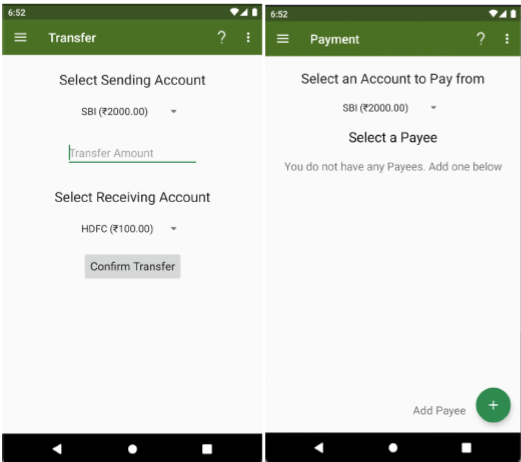 6:52
Transfer ?
Select Sending Account
SBI (₹2000.00)
Transfer Amount
Select Receiving Account
HDFC (₹100.00)
Confirm Transfer
6:52
Payment ?
Select an Account to Pay from
SBI (₹2000.00)
Select a Payee
You do not have any Payees. Add one below
Add Payee +